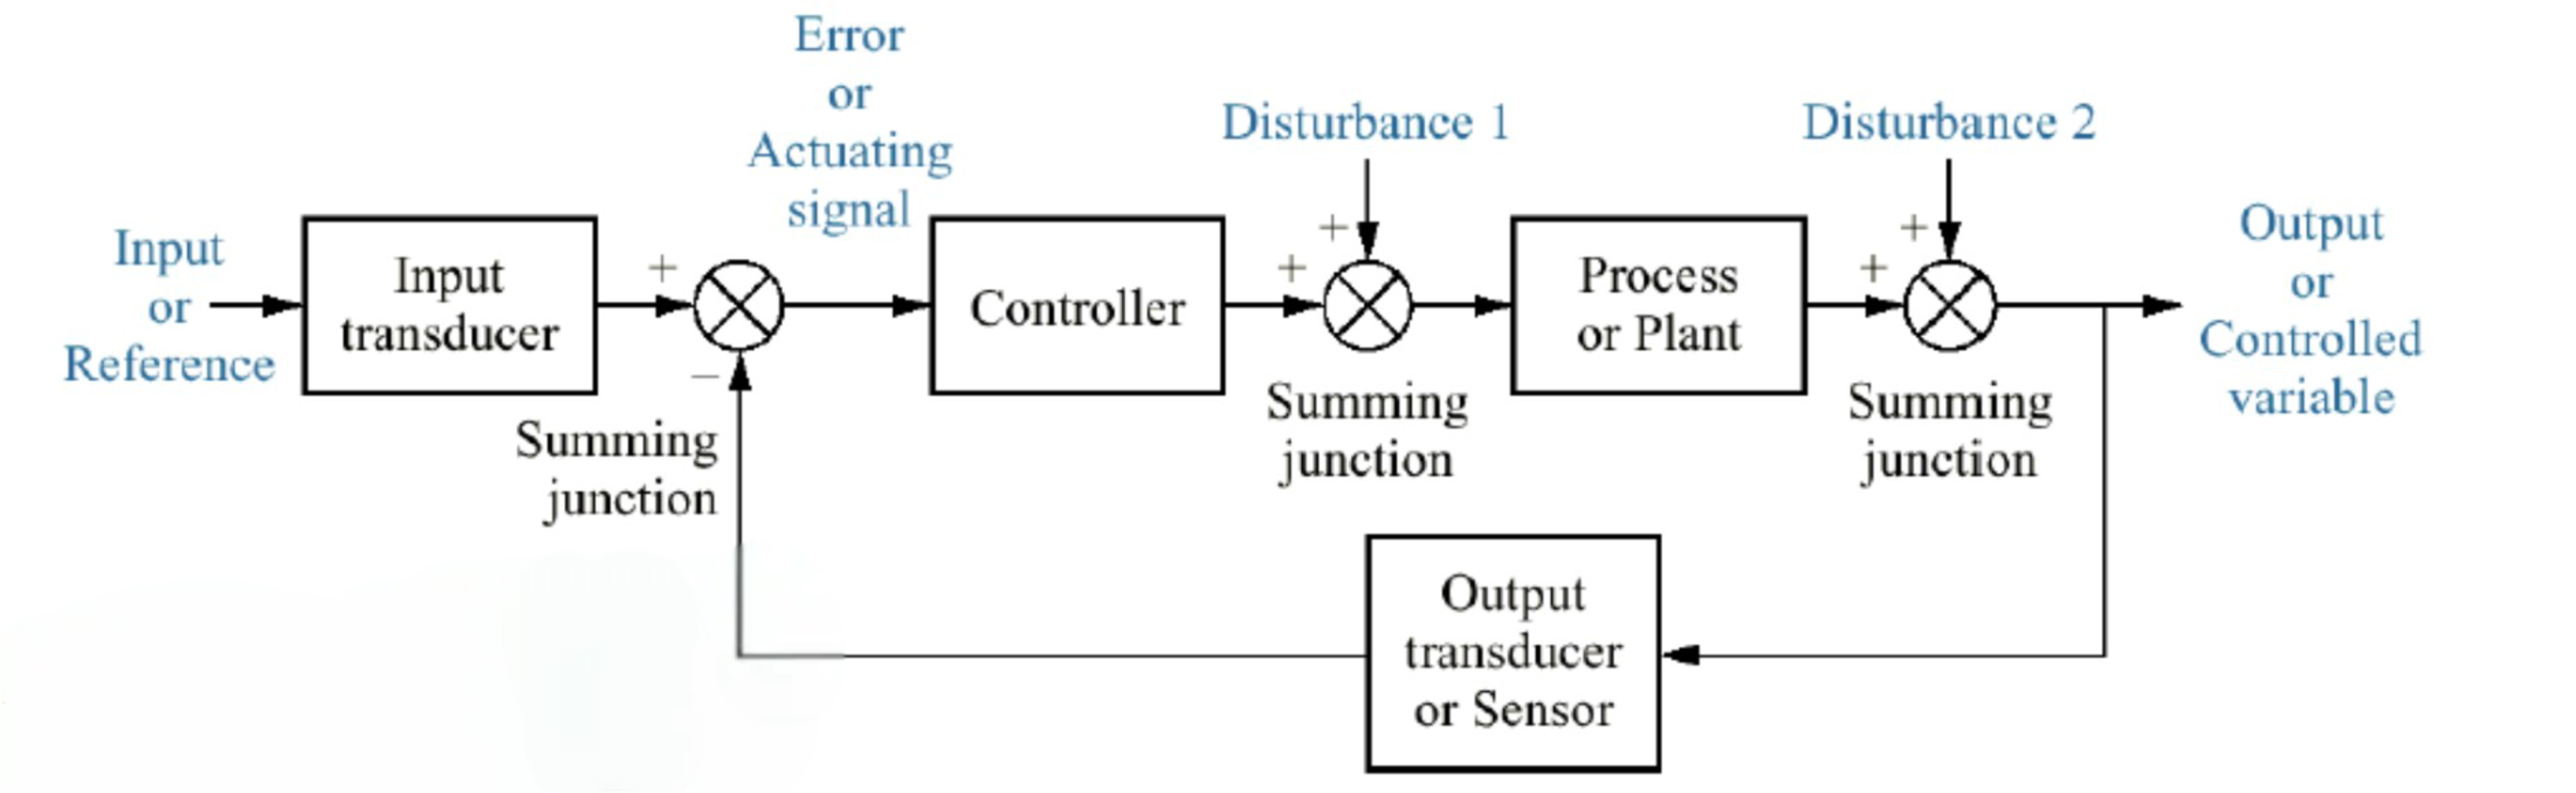 Error
or
Actuating
signal
Disturbance 1
Disturbance 2
Input
or
Reference
Input
transducer
+
−
Summing
junction
Controller
+
+
Summing
junction
Process
or Plant
+
+
Summing
junction
Output
or
Controlled
variable
Output
transducer
or Sensor